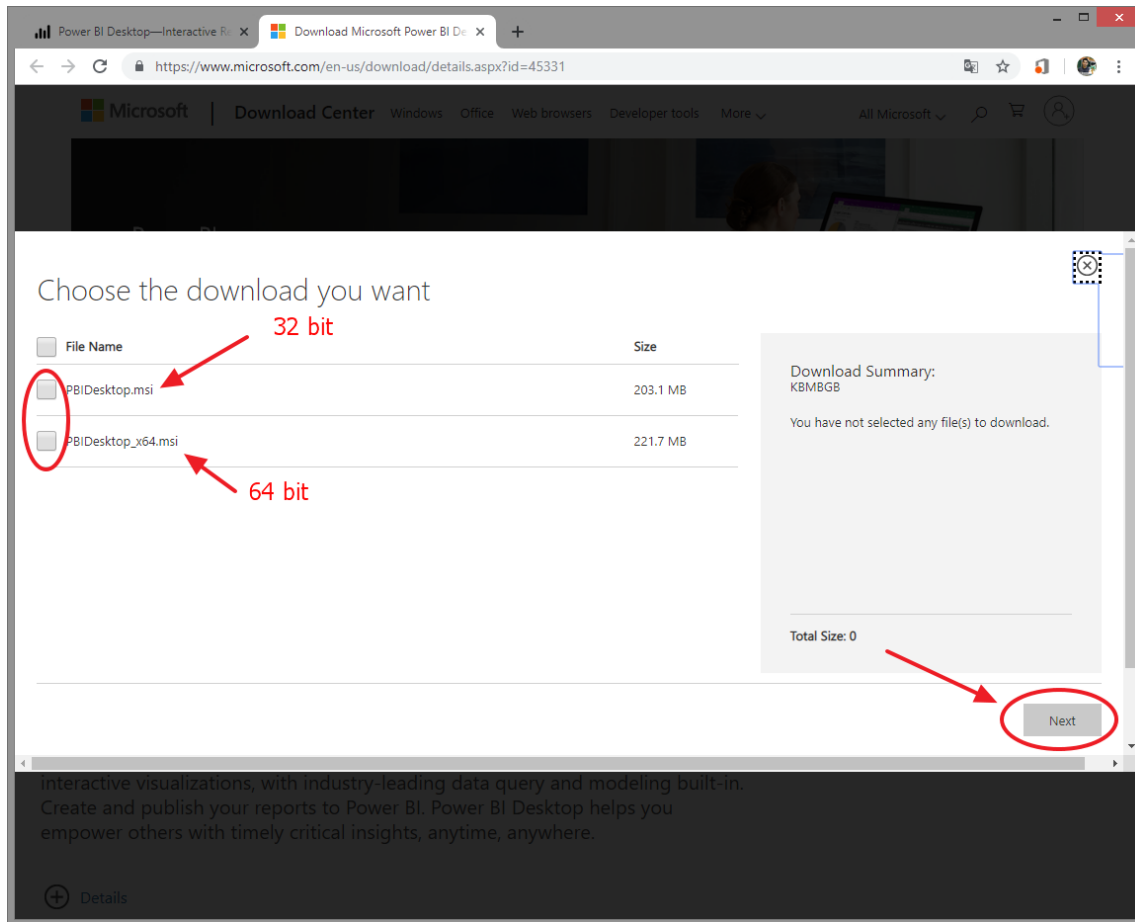 Power BI Desktop—Interactive Re
Download Microsoft Power BI De
https://www.microsoft.com/en-us/download/details.aspx?id=45331
Microsoft | Download Center Windows Office Web browsers Developer tools More All Microsoft
Power BI
Choose the download you want
32 bit
File Name Size
PBIDesktop.msi 203.1 MB
PBIDesktop_x64.msi 221.7 MB
64 bit
Download Summary:
KBMBGB
You have not selected any file(s) to download.
Total Size: 0
Next
interactive visualizations, with industry-leading data query and modeling built-in.
Create and publish your reports to Power BI. Power BI Desktop helps you
empower others with timely critical insights, anytime, anywhere.
Details